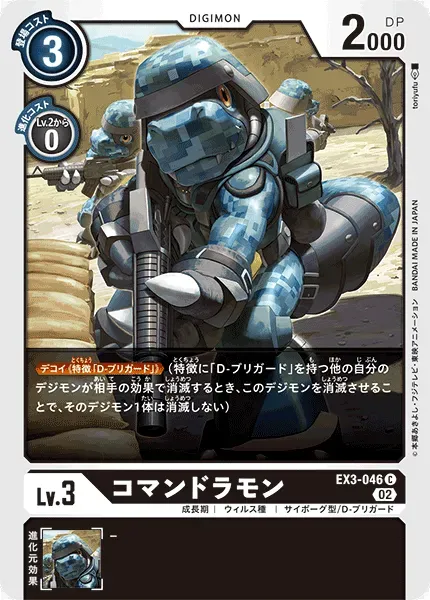 登場コスト
3
DIGIMON
2000
DP
進化コスト
Lv.2から
0
toriyufu
©本郷あきよし・フジテレビ・東映アニメーション BANDAI MADE IN JAPAN
デコイ(特徴「D-ブリガード」) (特徴に「D-ブリガード」を持つ他の自分の
デジモンが相手の効果で消滅するとき、このデジモンを消滅させるこ
とで、そのデジモン1体は消滅しない)
Lv.3
コマンドラモン
EX3-046 C
02
成長期 | ウィルス種 | サイボーグ型/D-ブリガード
進化元効果
-